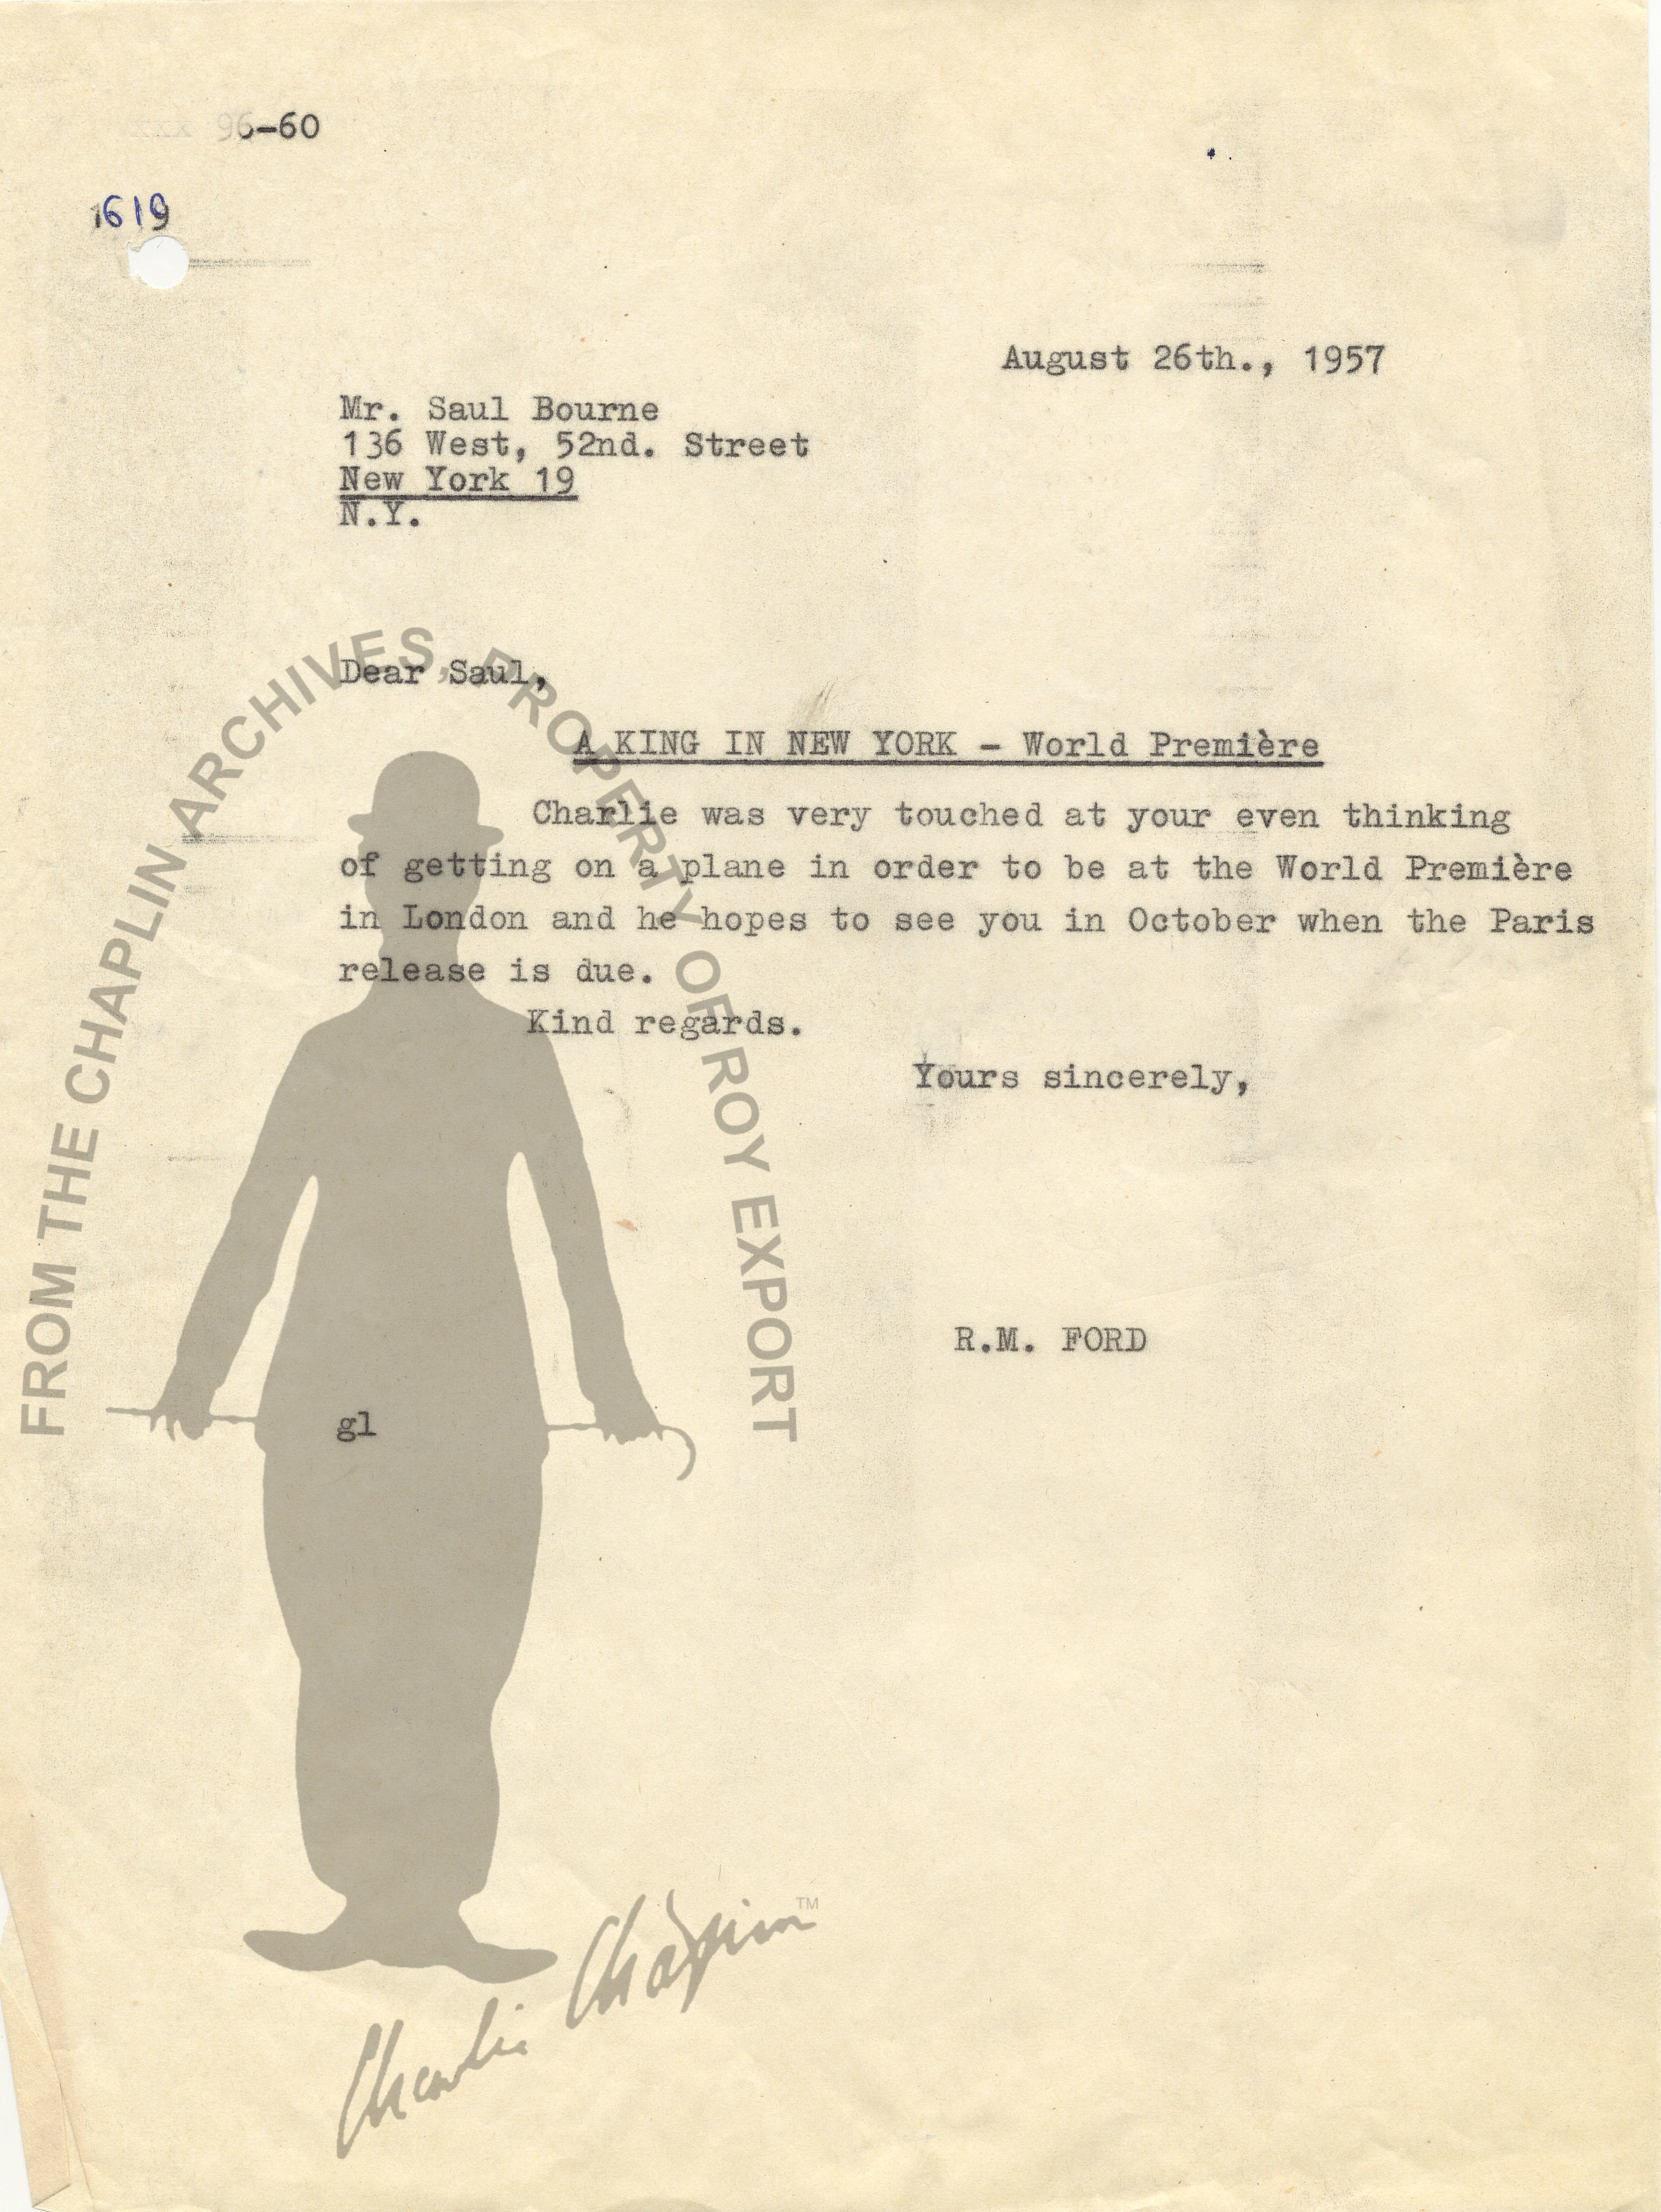 96-60
1619
August 26th., 1957
Mr. Saul Bourne
136 West, 52nd. Street
New York 19
N.Y.
Dear Saul,
A KING IN NEW YORK - World Première
Charlie was very touched at your even thinking
of getting on a plane in order to be at the World Première
in London and he hopes to see you in October when the Paris
release is due.
Kind regards.
Yours sincerely,
R.M. FORD
gl
FROM THE CHAPLIN ARCHIVES, PROPERTY OF ROY EXPORT
Charlie Chaplin TM